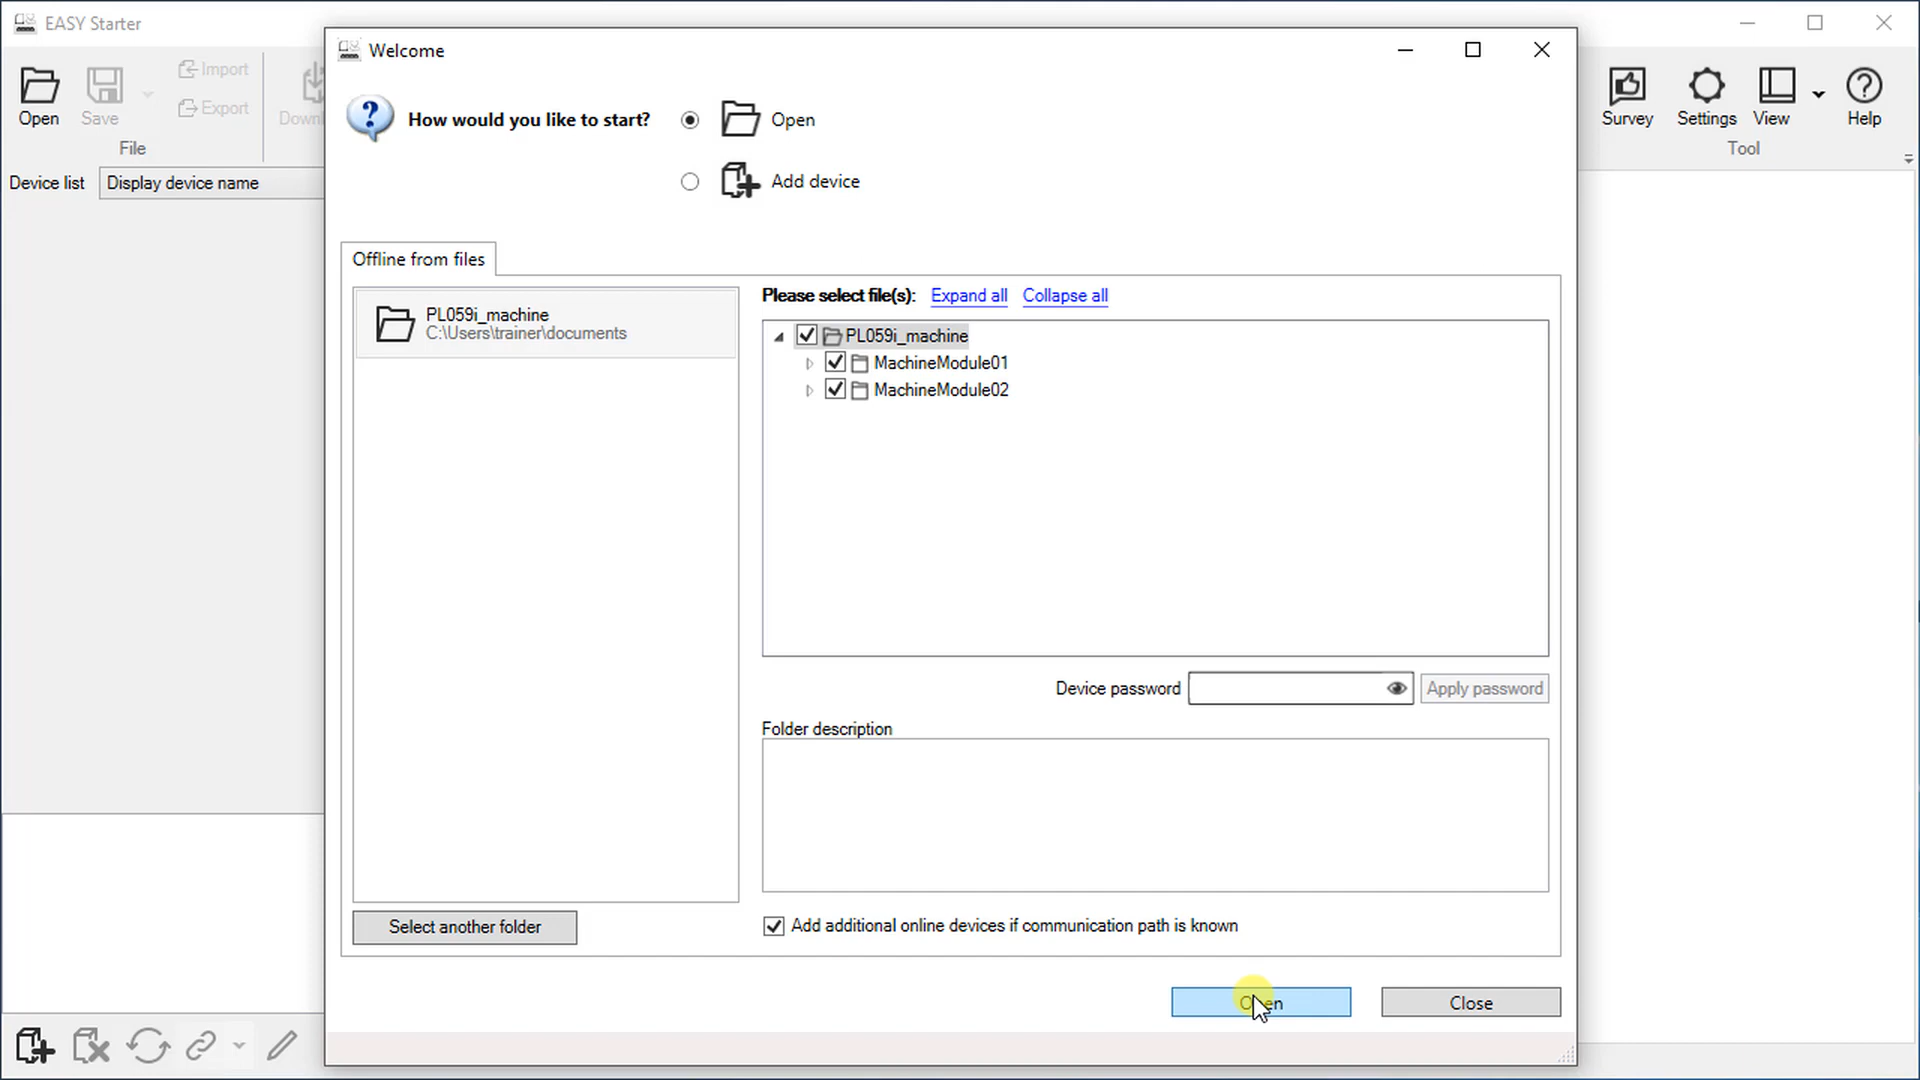 EASY Starter
Welcome
Open
Save
Import
Export
File
Device list
Display device name
How would you like to start?
Open
Add device
Survey
Settings
View
Help
Tool
Offline from files
PL059i_machine
C:\Users\trainer\documents
Please select file(s): Expand all Collapse all
PL059i_machine
MachineModule01
MachineModule02
Device password
Apply password
Folder description
Select another folder
Add additional online devices if communication path is known
Open
Close